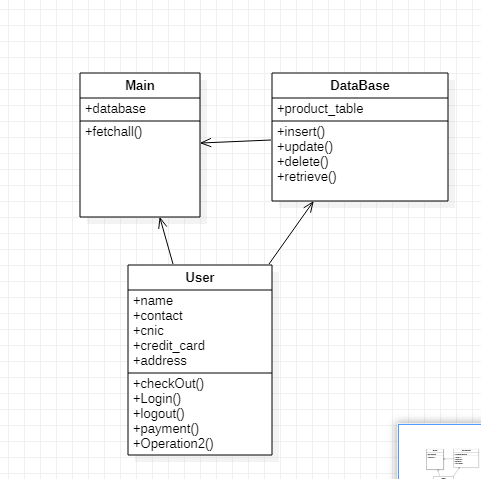 Main
+database
+fetchall()
DataBase
+product_table
+insert()
+update()
+delete()
+retrieve()
User
+name
+contact
+cnic
+credit_card
+address
+checkOut()
+Login()
+logout()
+payment()
+Operation2()